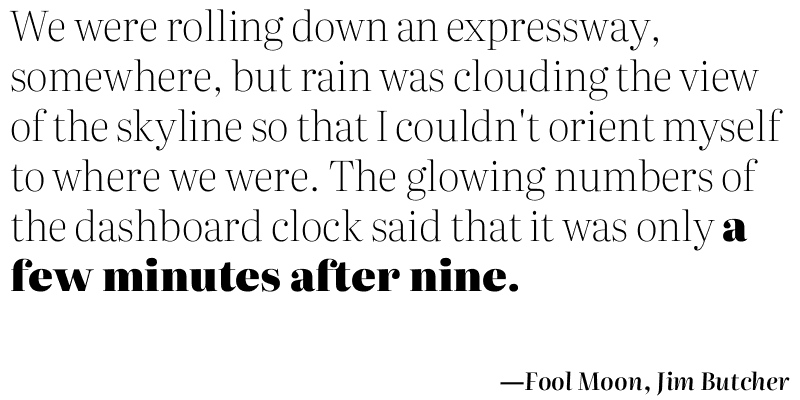 We were rolling down an expressway,
somewhere, but rain was clouding the view
of the skyline so that I couldn't orient myself
to where we were. The glowing numbers of
the dashboard clock said that it was only a
few minutes after nine.
—Fool Moon, Jim Butcher